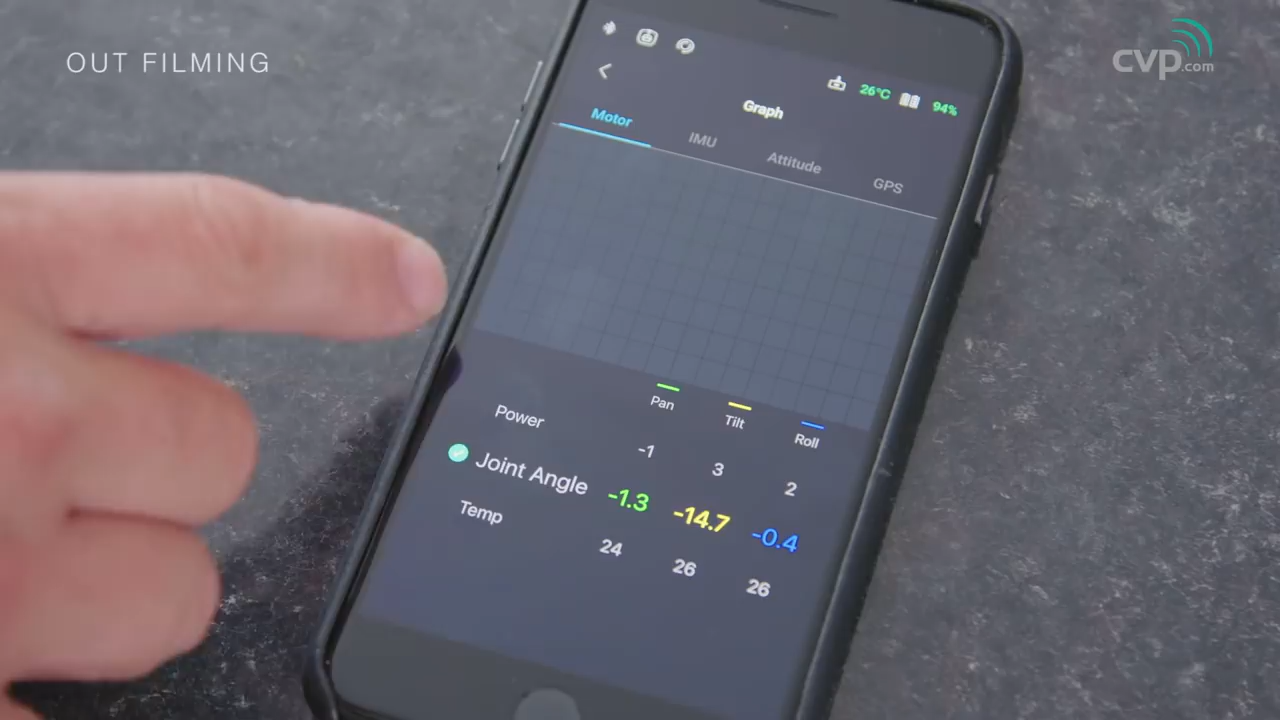 OUT FILMING
cvp.com
26°C 94%
Graph
Motor IMU Attitude GPS
Pan Tilt Roll
Power -1 3 2
Joint Angle -1.3 -14.7 -0.4
Temp 24 26 26